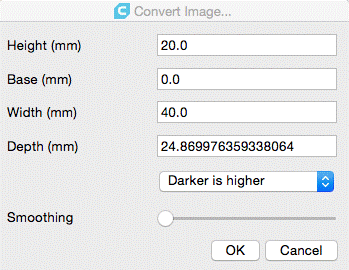 Convert Image...
Height (mm) 20.0
Base (mm) 0.0
Width (mm) 40.0
Depth (mm) 24.869976359338064
Darker is higher
Smoothing
OK Cancel